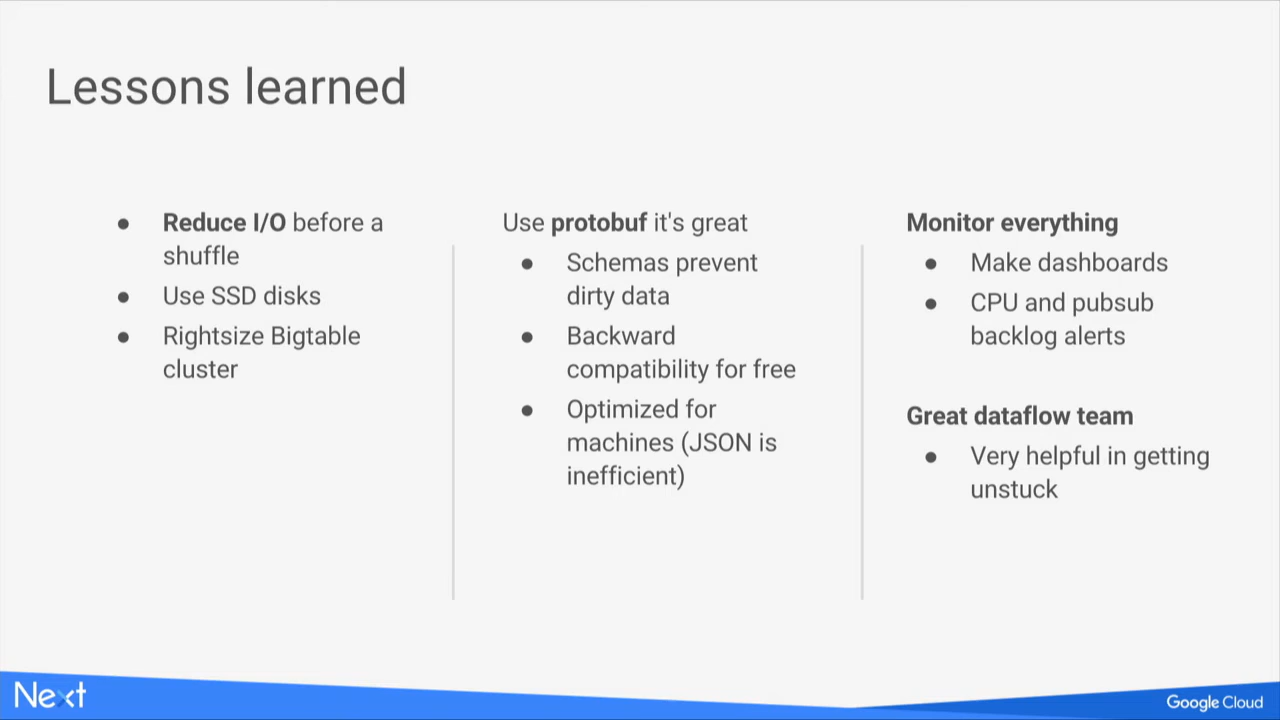 Lessons learned
● Reduce I/O before a
shuffle
● Use SSD disks
● Rightsize Bigtable
cluster
Use protobuf it's great
● Schemas prevent
dirty data
● Backward
compatibility for free
● Optimized for
machines (JSON is
inefficient)
Monitor everything
● Make dashboards
● CPU and pubsub
backlog alerts
Great dataflow team
● Very helpful in getting
unstuck
Next
Google Cloud